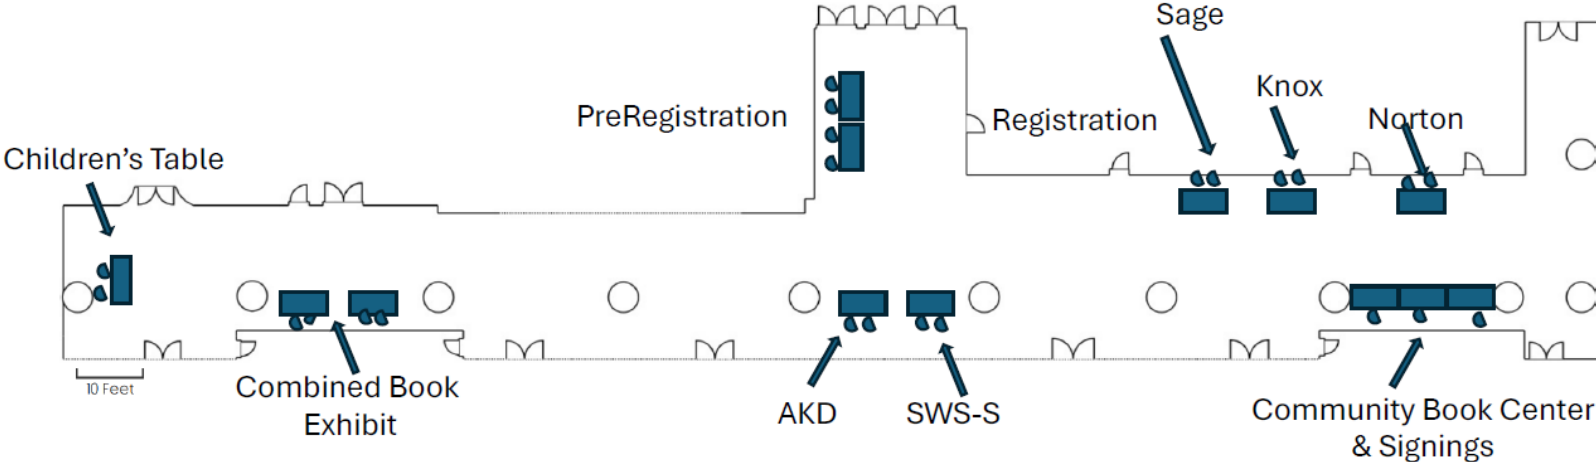 Sage
Knox
PreRegistration
Registration
Norton
Children's Table
10 Feet
Combined Book
Exhibit
AKD
SWS-S
Community Book Center
& Signings